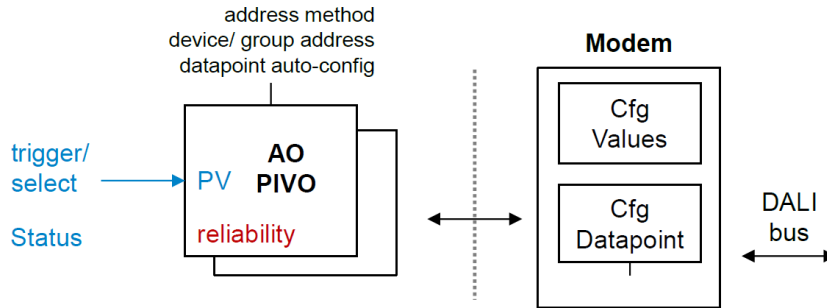 address method
device/ group address
datapoint auto-config
Modem
Cfg
Values
trigger/
select
PV
AO
PIVO
Status
reliability
Cfg
Datapoint
DALI
bus